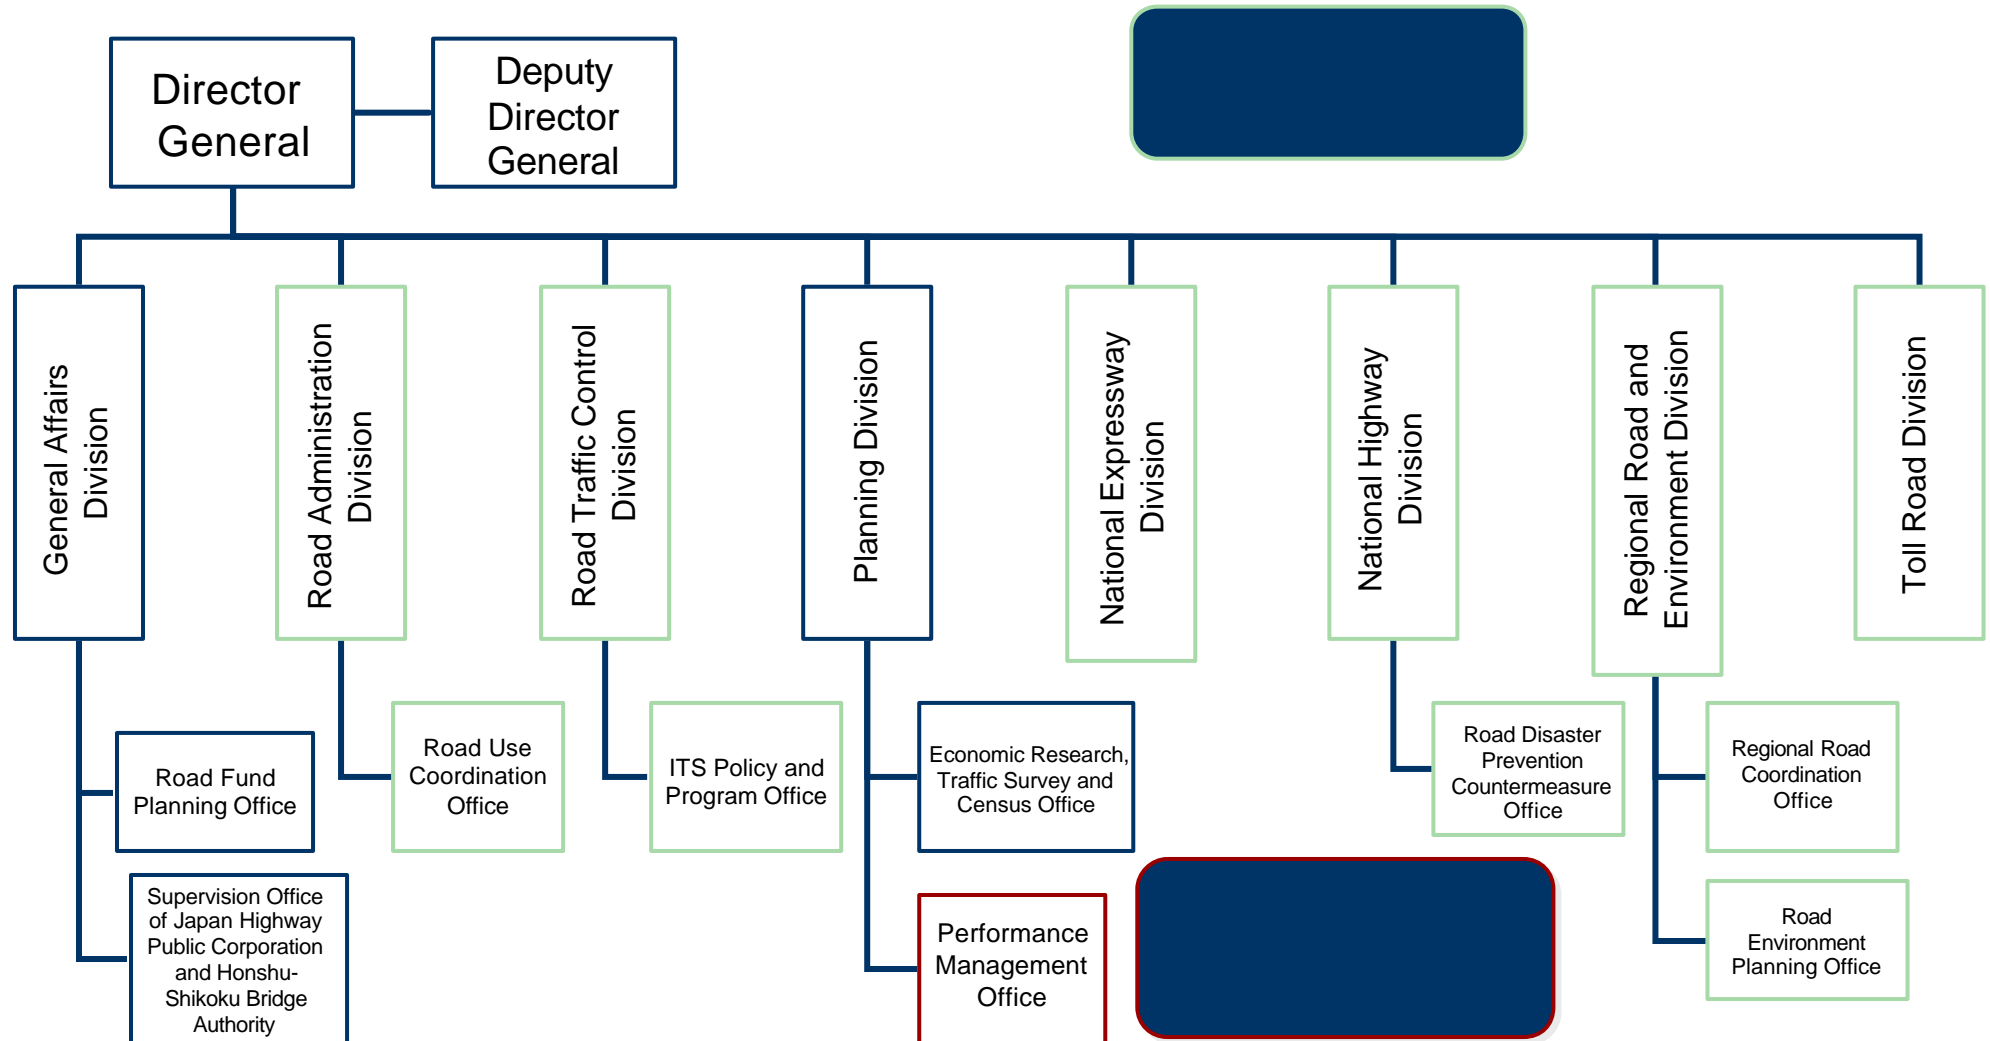 Director
General
Deputy
Director
General
General Affairs
Division
Road Administration
Division
Road Traffic Control
Division
Planning Division
National Expressway
Division
National Highway
Division
Regional Road and
Environment Division
Toll Road Division
Road Fund
Planning Office
Supervision Office
of Japan Highway
Public Corporation
and Honshu-
Shikoku Bridge
Authority
Road Use
Coordination
Office
ITS Policy and
Program Office
Economic Research,
Traffic Survey and
Census Office
Performance
Management
Office
Road Disaster
Prevention
Countermeasure
Office
Regional Road
Coordination
Office
Road
Environment
Planning Office